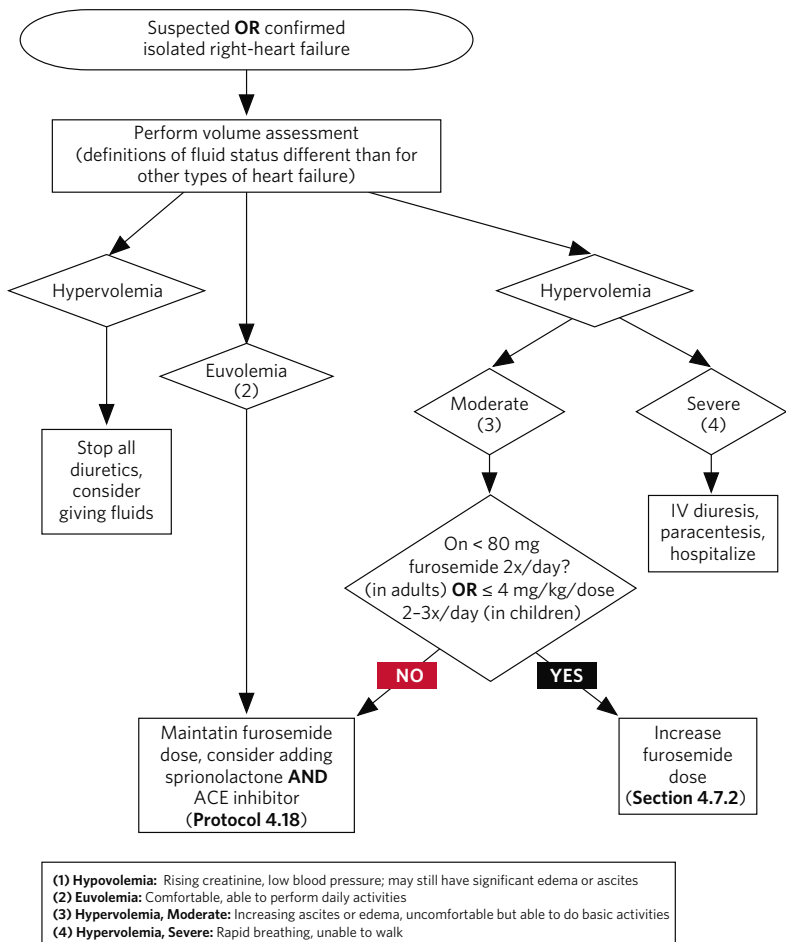 Suspected OR confirmed
isolated right-heart failure
Perform volume assessment
(definitions of fluid status different than for
other types of heart failure)
Hypervolemia
Hypervolemia
Euvolemia
(2)
Moderate
(3)
Severe
(4)
Stop all
diuretics,
consider
giving fluids
IV diuresis,
paracentesis,
hospitalize
On < 80 mg
furosemide 2x/day?
(in adults) OR ≤ 4 mg/kg/dose
2–3x/day (in children)
NO
YES
Maintatin furosemide
dose, consider adding
sprionolactone AND
ACE inhibitor
(Protocol 4.18)
Increase
furosemide
dose
(Section 4.7.2)
(1) Hypovolemia: Rising creatinine, low blood pressure; may still have significant edema or ascites
(2) Euvolemia: Comfortable, able to perform daily activities
(3) Hypervolemia, Moderate: Increasing ascites or edema, uncomfortable but able to do basic activities
(4) Hypervolemia, Severe: Rapid breathing, unable to walk